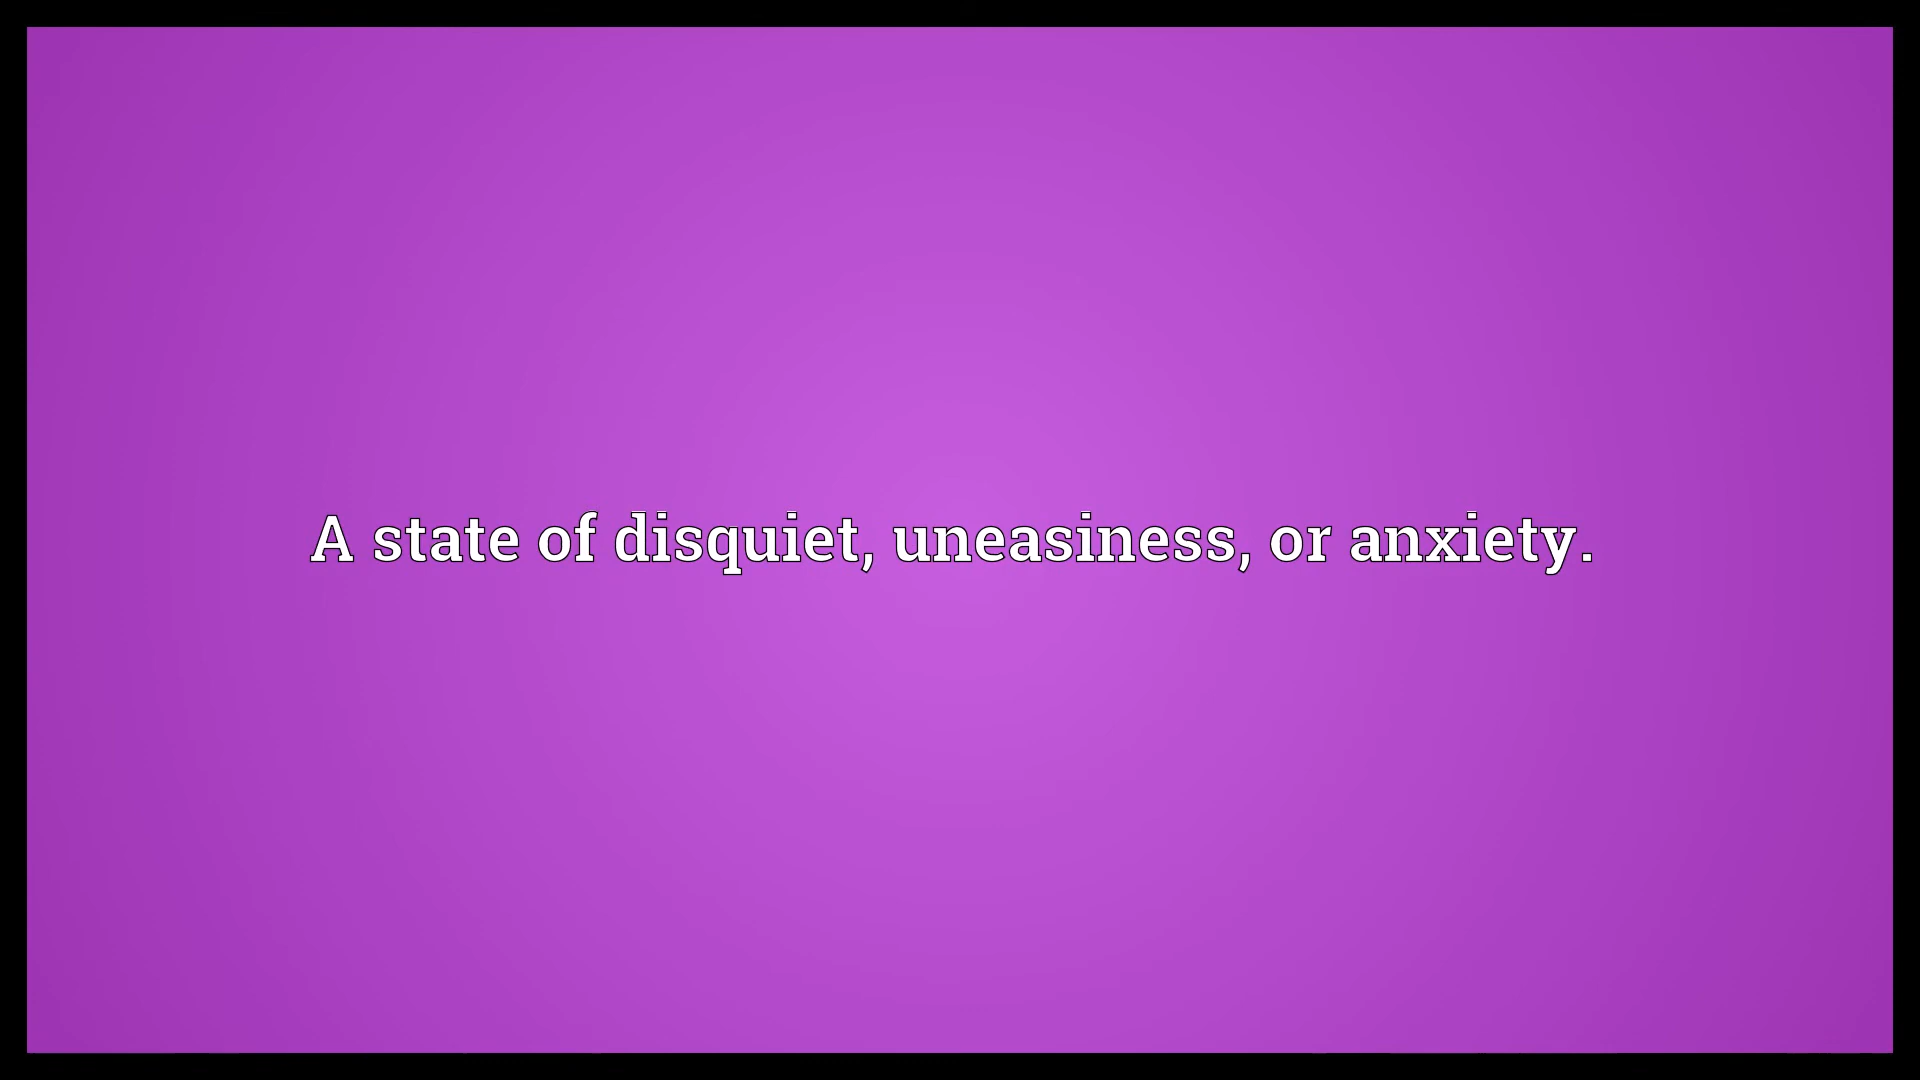 A state of disquiet, uneasiness, or anxiety.